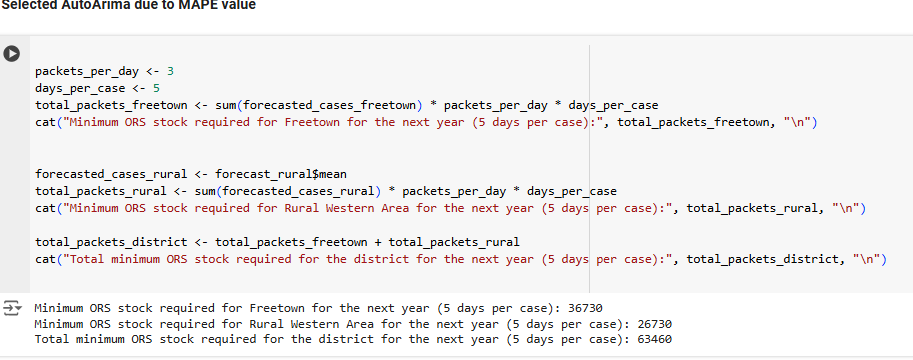 Selected AutoArima due to MAPE value
packets_per_day <- 3
days_per_case <- 5
total_packets_freetown <- sum(forecasted_cases_freetown) * packets_per_day * days_per_case
cat("Minimum ORS stock required for Freetown for the next year (5 days per case):", total_packets_freetown, "\n")
forecasted_cases_rural <- forecast_rural$mean
total_packets_rural <- sum(forecasted_cases_rural) * packets_per_day * days_per_case
cat("Minimum ORS stock required for Rural Western Area for the next year (5 days per case):", total_packets_rural, "\n")
total_packets_district <- total_packets_freetown + total_packets_rural
cat("Total minimum ORS stock required for the district for the next year (5 days per case):", total_packets_district, "\n")
Minimum ORS stock required for Freetown for the next year (5 days per case): 36730
Minimum ORS stock required for Rural Western Area for the next year (5 days per case): 26730
Total minimum ORS stock required for the district for the next year (5 days per case): 63460